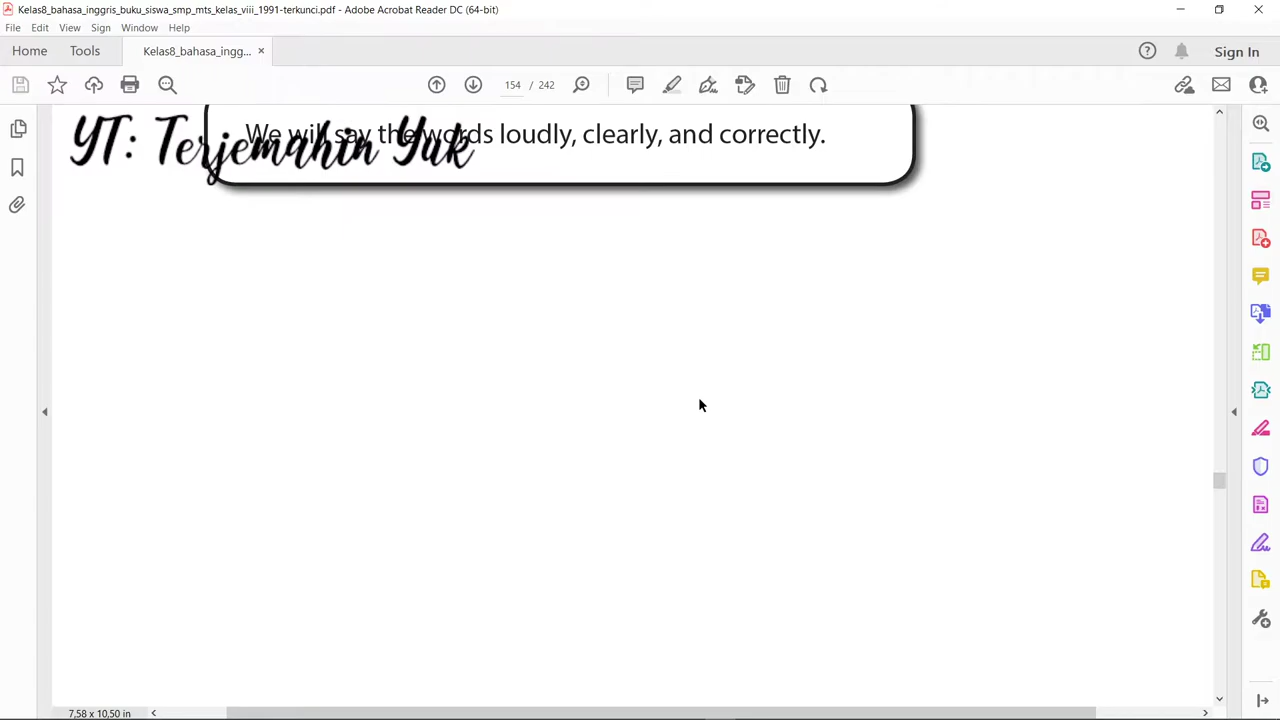 Kelas8_bahasa_inggris_buku_siswa_smp_mts_kelas_viii_1991-terkunci.pdf - Adobe Acrobat Reader DC (64-bit)
File Edit View Sign Window Help
Home Tools Kelas8_bahasa_ingg... × Sign In
154 / 242
We will say the words loudly, clearly, and correctly.
YT: Terjemahin Yuk
7,58 x 10,50 in